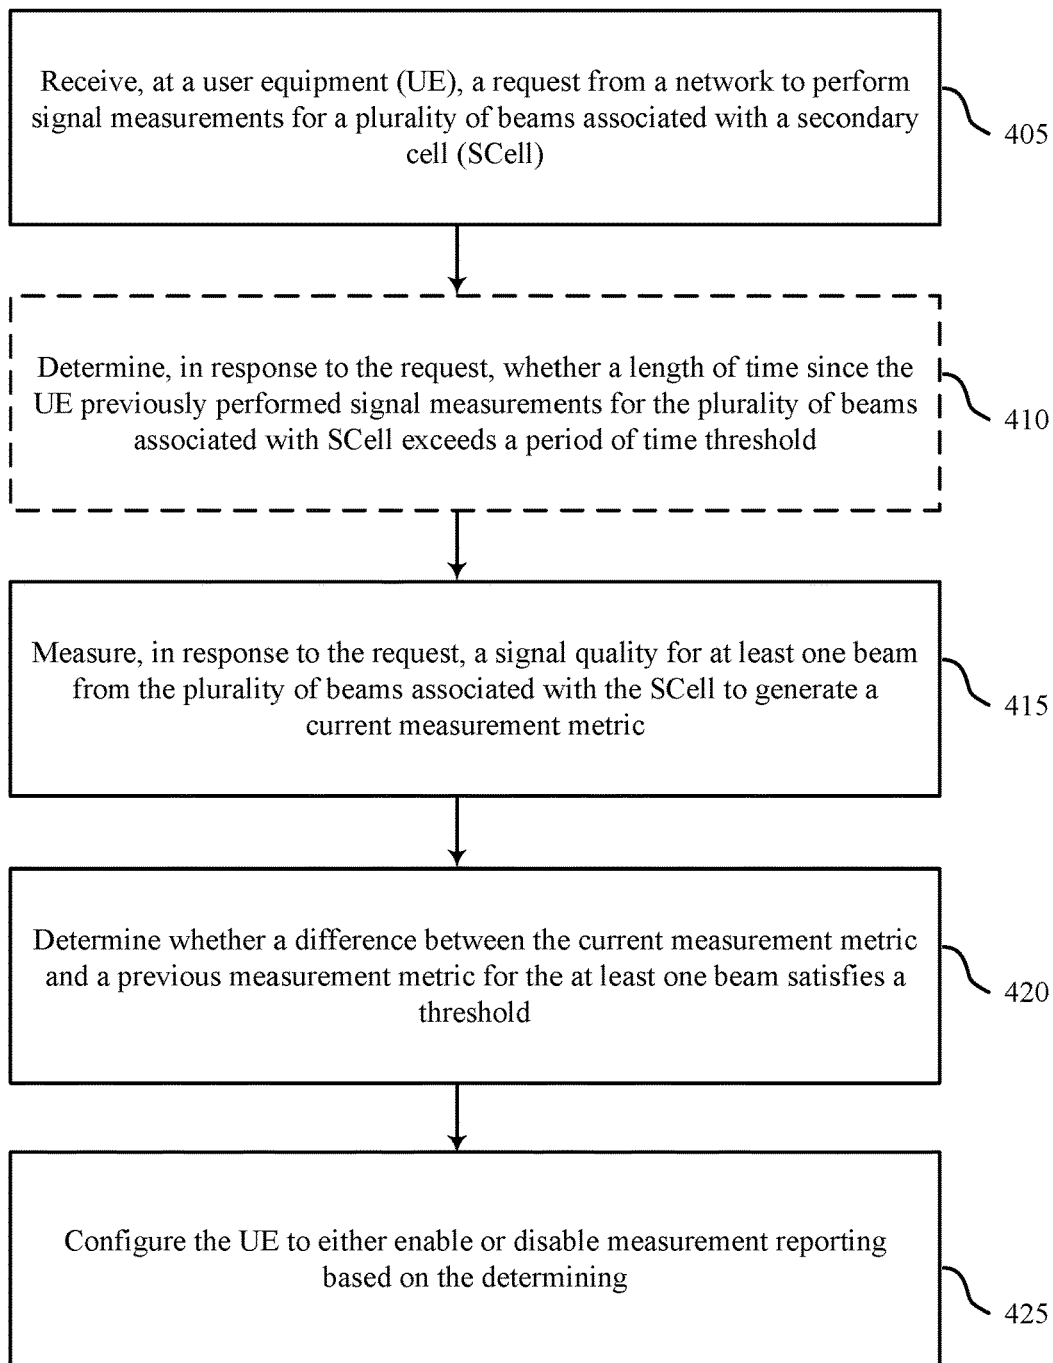 Receive, at a user equipment (UE), a request from a network to perform
signal measurements for a plurality of beams associated with a secondary
cell (SCell)
405
Determine, in response to the request, whether a length of time since the
UE previously performed signal measurements for the plurality of beams
associated with SCell exceeds a period of time threshold
410
Measure, in response to the request, a signal quality for at least one beam
from the plurality of beams associated with the SCell to generate a
current measurement metric
415
Determine whether a difference between the current measurement metric
and a previous measurement metric for the at least one beam satisfies a
threshold
420
Configure the UE to either enable or disable measurement reporting
based on the determining
425